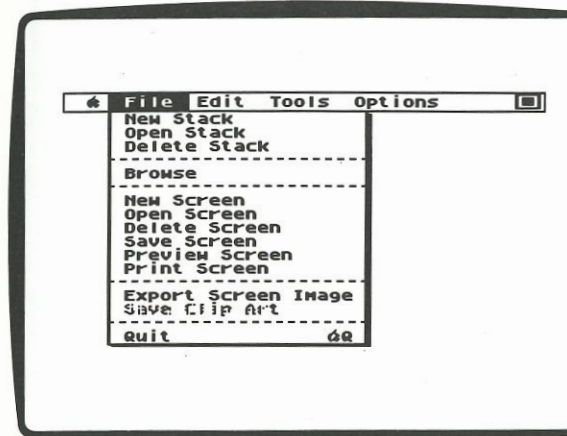 File Edit Tools Options
New Stack
Open Stack
Delete Stack
Browse
New Screen
Open Screen
Delete Screen
Save Screen
Preview Screen
Print Screen
Export Screen Image
Save Clip Art
Quit Q